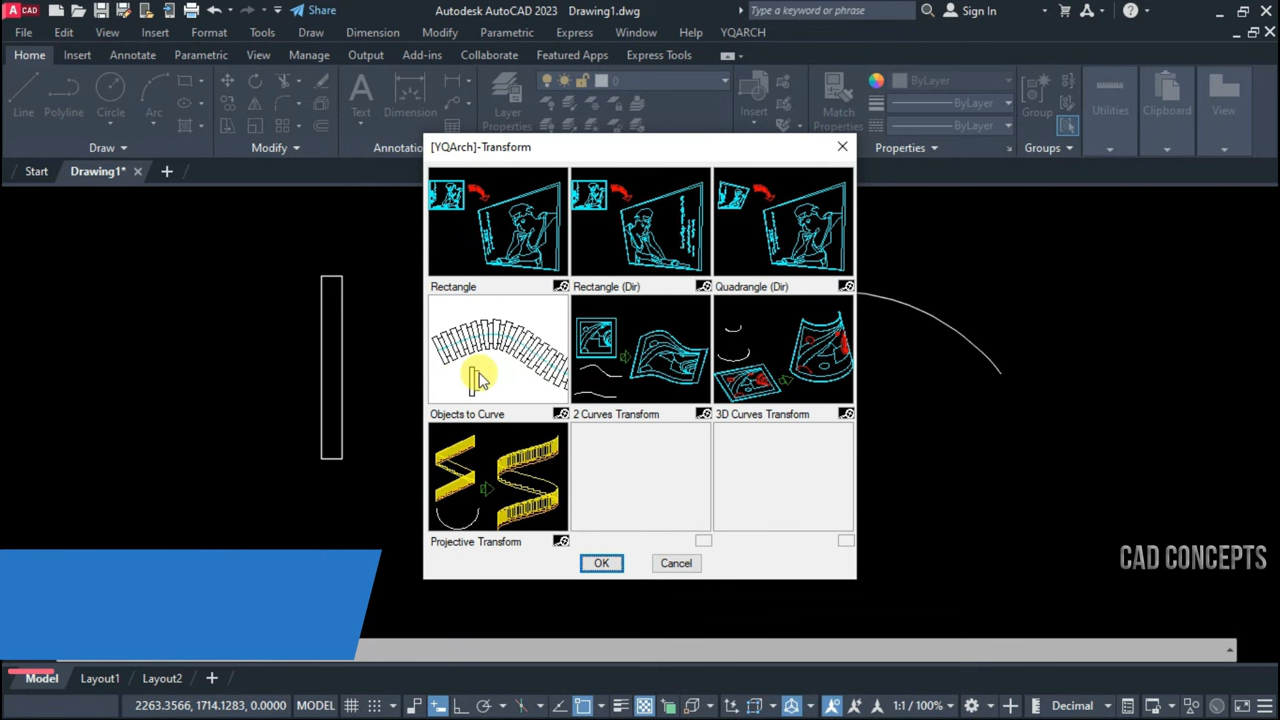 A CAD Share Autodesk AutoCAD 2023 Drawing1.dwg Type a keyword or phrase Sign In
File Edit View Insert Format Tools Draw Dimension Modify Parametric Express Window Help YQARCH
Home Insert Annotate Parametric View Manage Output Add-ins Collaborate Featured Apps Express Tools
0 ByLayer
ByLayer
Line Polyline Circle Arc Text Dimension Layer Properties Insert Match Properties Group Utilities Clipboard View
ByLayer
Draw Modify Annotatio Properties Groups
[YQArch]-Transform
Start Drawing1*
Rectangle Rectangle (Dir) Quadrangle (Dir)
Objects to Curve 2 Curves Transform 3D Curves Transform
Projective Transform
OK Cancel
CAD CONCEPTS
Model Layout1 Layout2
2263.3566, 1714.1283, 0.0000 MODEL 1:1 / 100% Decimal